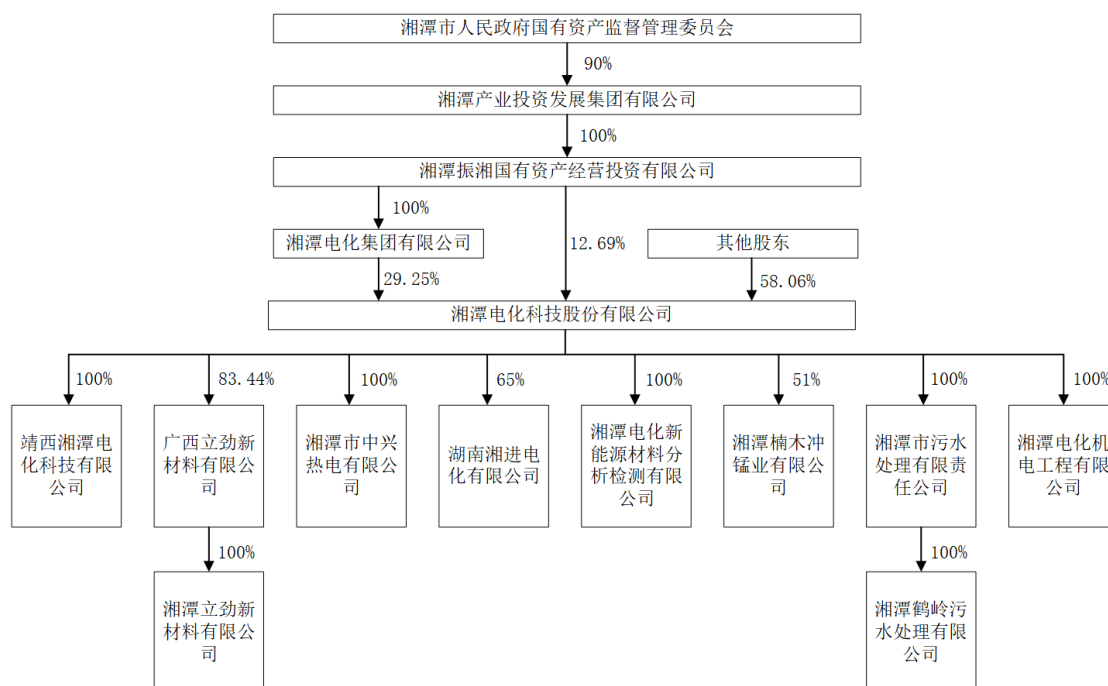 湘潭市人民政府国有资产监督管理委员会
90%
湘潭产业投资发展集团有限公司
100%
湘潭振湘国有资产经营投资有限公司
100%
湘潭电化集团有限公司
12.69%
其他股东
29.25%
58.06%
湘潭电化科技股份有限公司
100%
83.44%
100%
65%
100%
51%
100%
100%
靖西湘潭电
化科技有限
公司
广西立劲新
材料有限公
司
湘潭市中兴
热电有限公
司
湖南湘进电
化有限公司
湘潭电化新
能源材料分
析检测有限
公司
湘潭楠木冲
锰业有限公
司
湘潭市污水
处理有限责
任公司
湘潭电化机
电工程有限
公司
100%
100%
湘潭立劲新
材料有限公
司
湘潭鹤岭污
水处理有限
公司